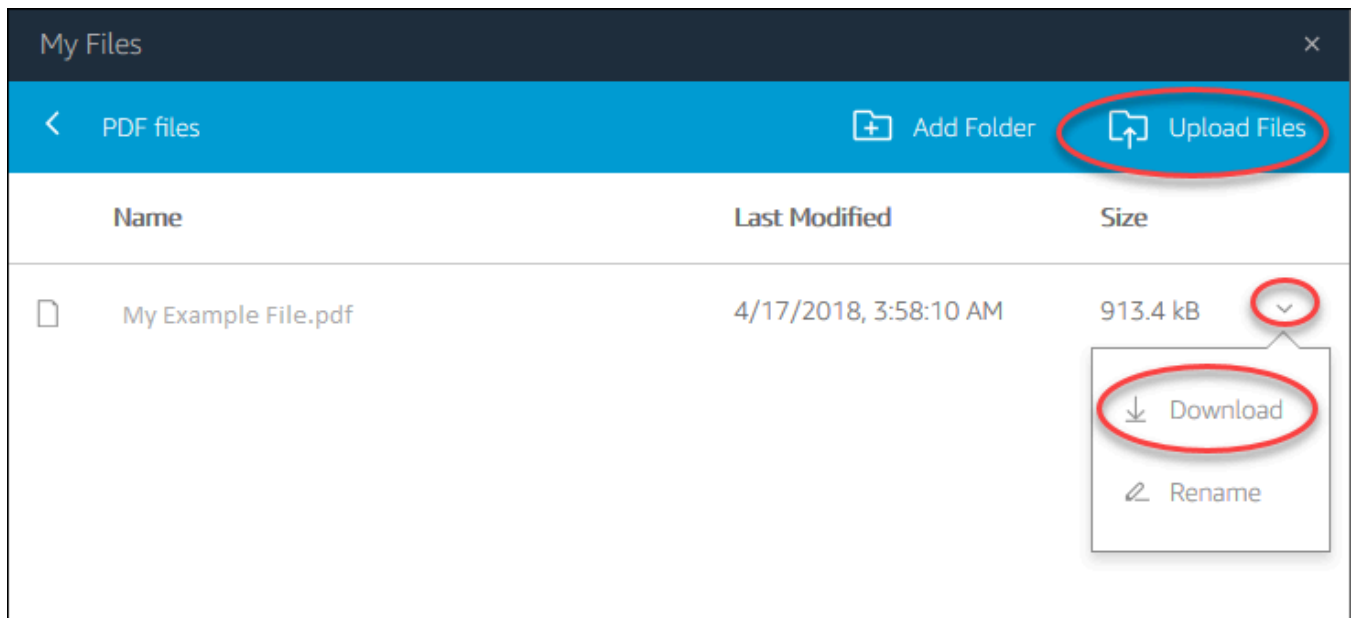 My Files
PDF files Add Folder Upload Files
Name Last Modified Size
My Example File.pdf 4/17/2018, 3:58:10 AM 913.4 kB
Download
Rename